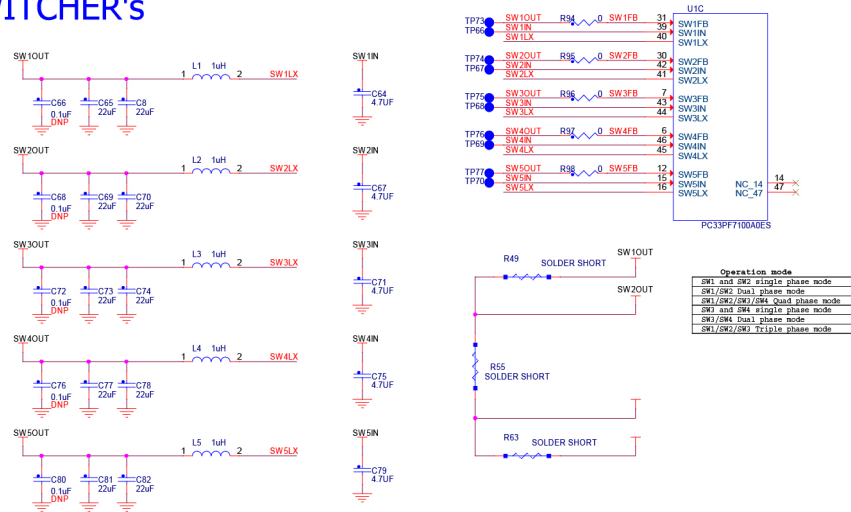 WITCHER's
SW1OUT
L1 1uH
1 2 SW1LX
C66
0.1uF
DNP
C65
22uF
C8
22uF
SW1IN
C64
4.7UF
SW2OUT
L2 1uH
1 2 SW2LX
C68
0.1uF
DNP
C69
22uF
C70
22uF
SW2IN
C67
4.7UF
SW3OUT
L3 1uH
1 2 SW3LX
C72
0.1uF
DNP
C73
22uF
C74
22uF
SW3IN
C71
4.7UF
SW4OUT
L4 1uH
1 2 SW4LX
C76
0.1uF
DNP
C77
22uF
C78
22uF
SW4IN
C75
4.7UF
SW5OUT
L5 1uH
1 2 SW5LX
C80
0.1uF
DNP
C81
22uF
C82
22uF
SW5IN
C79
4.7UF
U1C
TP73 SW1OUT R94 0 SW1FB 31 SW1FB
TP66 SW1IN 39 SW1IN
SW1LX 40 SW1LX
TP74 SW2OUT R95 0 SW2FB 30 SW2FB
TP67 SW2IN 42 SW2IN
SW2LX 41 SW2LX
TP75 SW3OUT R96 0 SW3FB 7 SW3FB
TP68 SW3IN 43 SW3IN
SW3LX 44 SW3LX
TP76 SW4OUT R97 0 SW4FB 6 SW4FB
TP69 SW4IN 46 SW4IN
SW4LX 45 SW4LX
TP77 SW5OUT R98 0 SW5FB 12 SW5FB
TP70 SW5IN 15 SW5IN NC_14 14
SW5LX 16 SW5LX NC_47 47
PC33PF7100A0ES
R49 SOLDER SHORT SW1OUT
SW2OUT
R55
SOLDER SHORT
R63 SOLDER SHORT
Operation mode
SW1 and SW2 single phase mode
SW1/SW2 Dual phase mode
SW1/SW2/SW3/SW4 Quad phase mode
SW3 and SW4 single phase mode
SW3/SW4 Dual phase mode
SW1/SW2/SW3 Triple phase mode